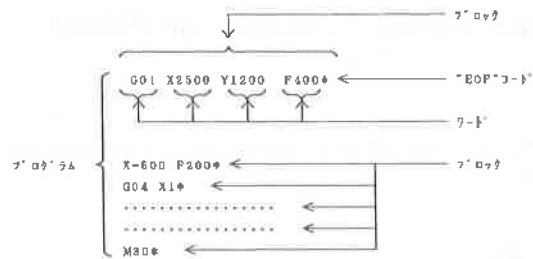 ブロック
G01 X2500 Y1200 F400*
"EOP"コード
ワード
プログラム
X-600 F200*
ブロック
G04 X1*
....................
....................
M30*